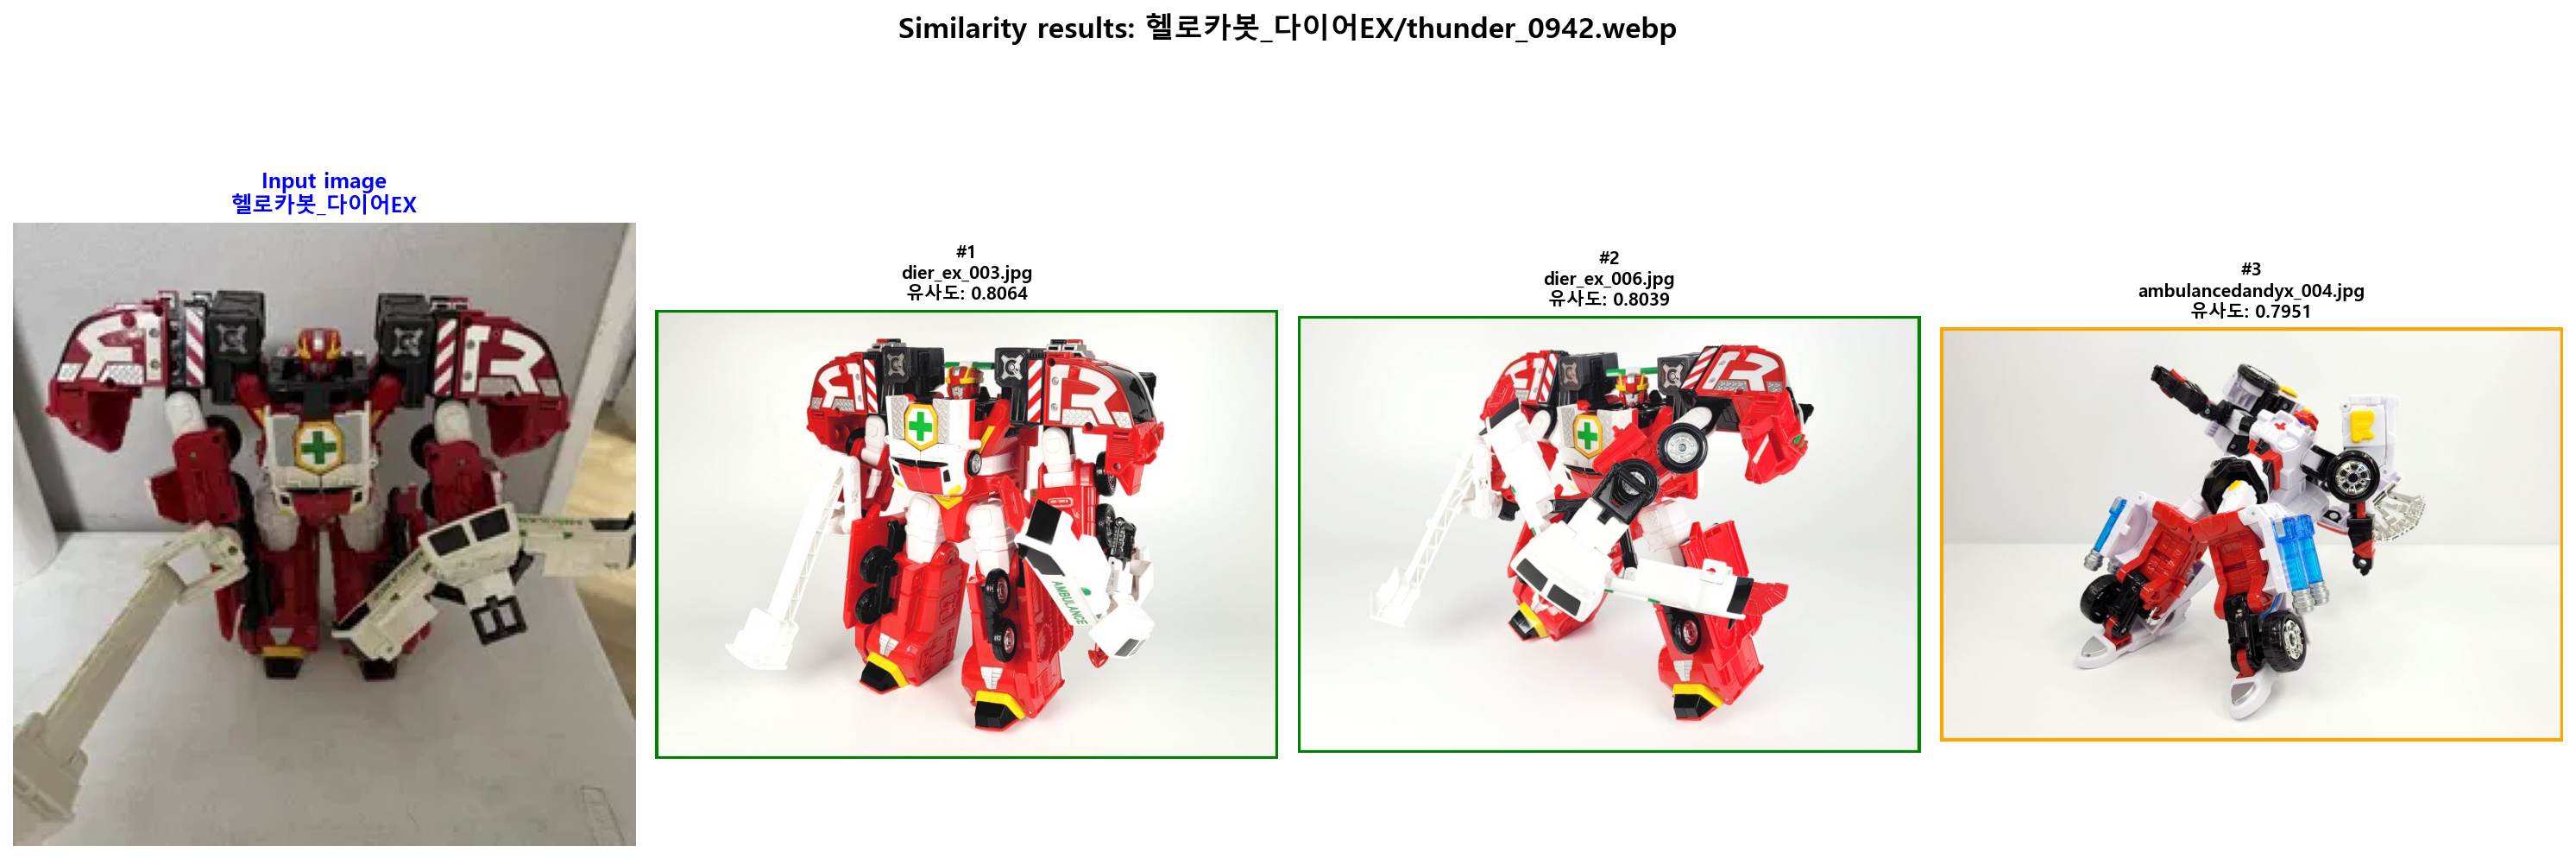 Similarity results: 헬로카봇_다이어EX/thunder_0942.webp
Input image
헬로카봇_다이어EX
#1
dier_ex_003.jpg
유사도: 0.8064
#2
dier_ex_006.jpg
유사도: 0.8039
#3
ambulancedandyx_004.jpg
유사도: 0.7951
R
R
R
R
AMBULANCE
R